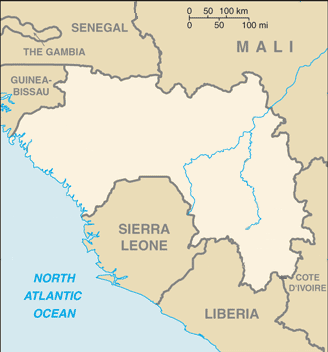 SENEGAL
0 50 100 km
0 50 100 mi
MALI
THE GAMBIA
GUINEA-
BISSAU
SIERRA
LEONE
NORTH
ATLANTIC
OCEAN
COTE
D'IVOIRE
LIBERIA